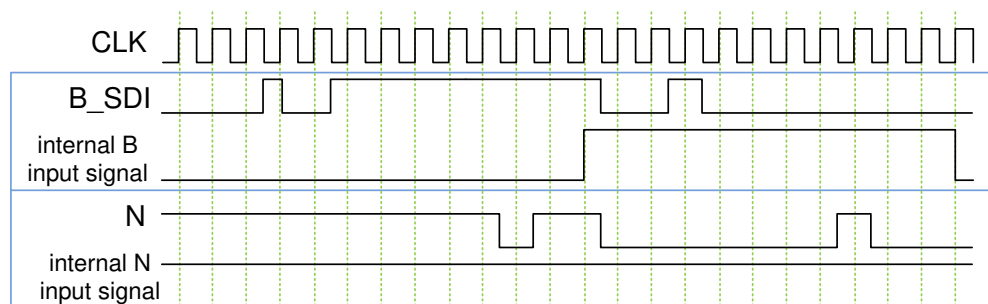 CLK
B_SDI
internal B
input signal
N
internal N
input signal